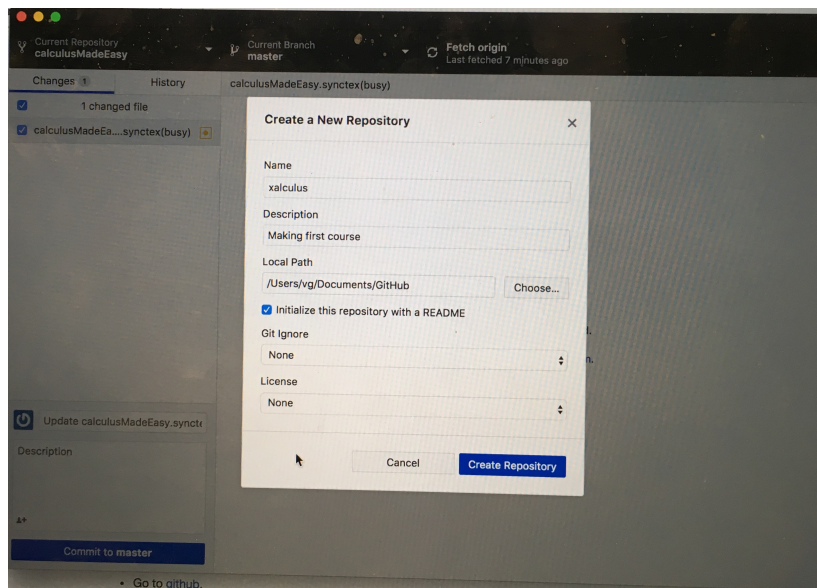 Current Repository
calculusMadeEasy
Current Branch
master
Fetch origin
Last fetched 7 minutes ago
Changes 1
History
calculusMadeEasy.synctex(busy)
1 changed file
calculusMadeEa....synctex(busy)
Create a New Repository
Name
xalculus
Description
Making first course
Local Path
/Users/vg/Documents/GitHub
Choose...
Initialize this repository with a README
Git Ignore
None
License
None
Cancel
Create Repository
l.
n.
Update calculusMadeEasy.syncte
Description
Commit to master
• Go to github.